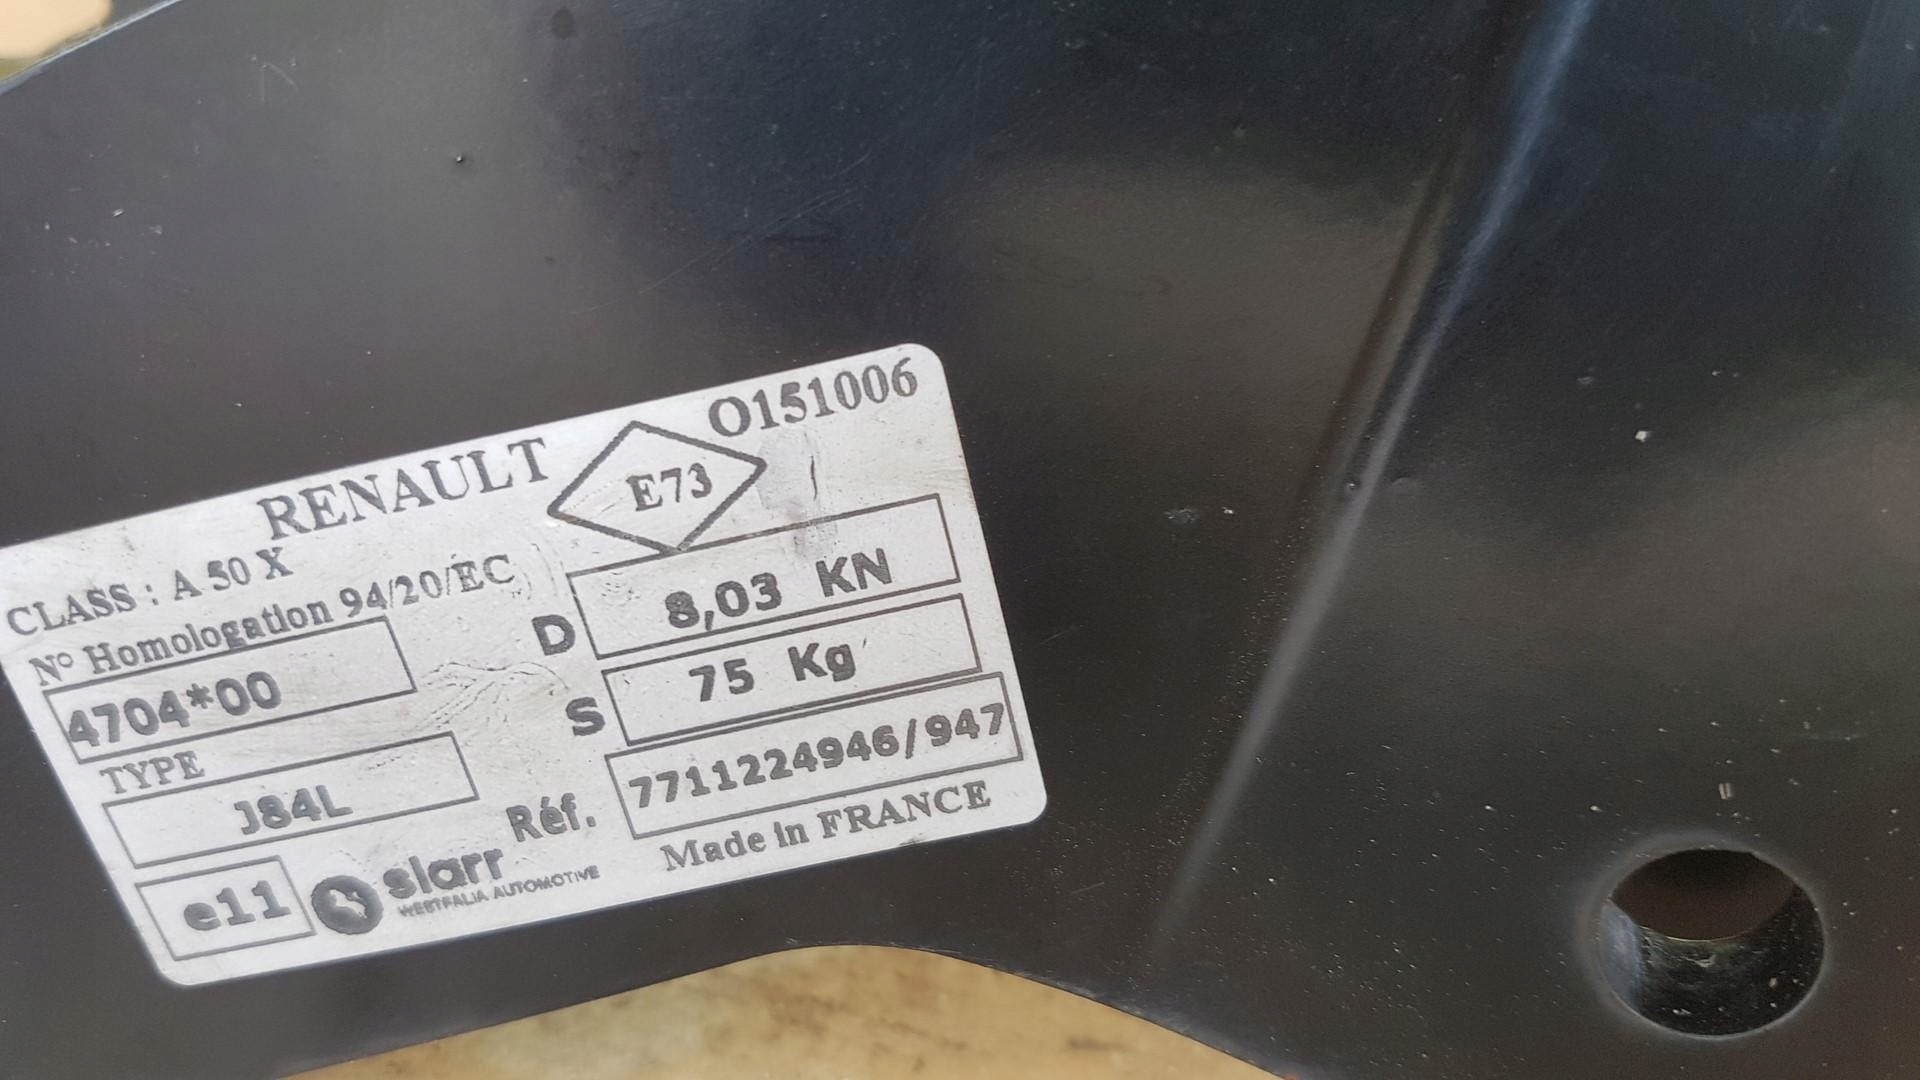 RENAULT E73 O151006
CLASS : A 50 X
N° Homologation 94/20/EC
4704*00
D 8,03 KN
TYPE
J84L
S 75 Kg
Réf. 7711224946/947
e11 siarr
WESTFALIA AUTOMOTIVE
Made in FRANCE